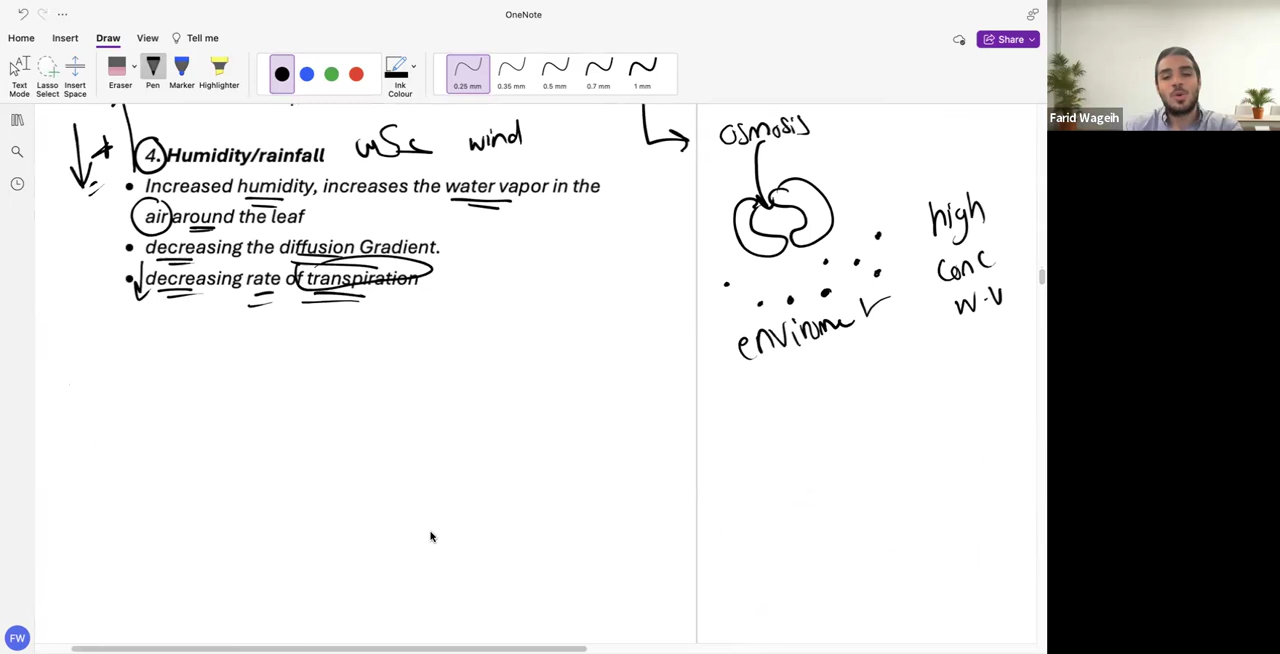 OneNote
Home Insert Draw View Tell me
Share
Text Mode
Lasso Select
Insert Space
Eraser
Pen
Marker
Highlighter
Ink Colour
0.25 mm
0.35 mm
0.5 mm
0.7 mm
1 mm
Farid Wageih
4. Humidity/rainfall
wind
• Increased humidity, increases the water vapor in the
air around the leaf
• decreasing the diffusion Gradient.
• decreasing rate of transpiration
osmosis
high
conc
w.v
FW